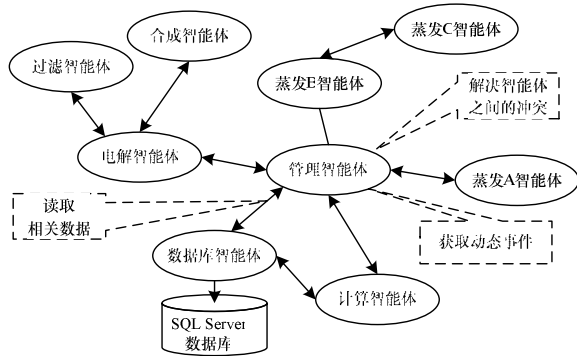 合成智能体
蒸发C智能体
过滤智能体
蒸发B智能体
解决智能体
之间的冲突
电解智能体
管理智能体
蒸发A智能体
读取
相关数据
获取动态事件
数据库智能体
计算智能体
SQL Server
数据库